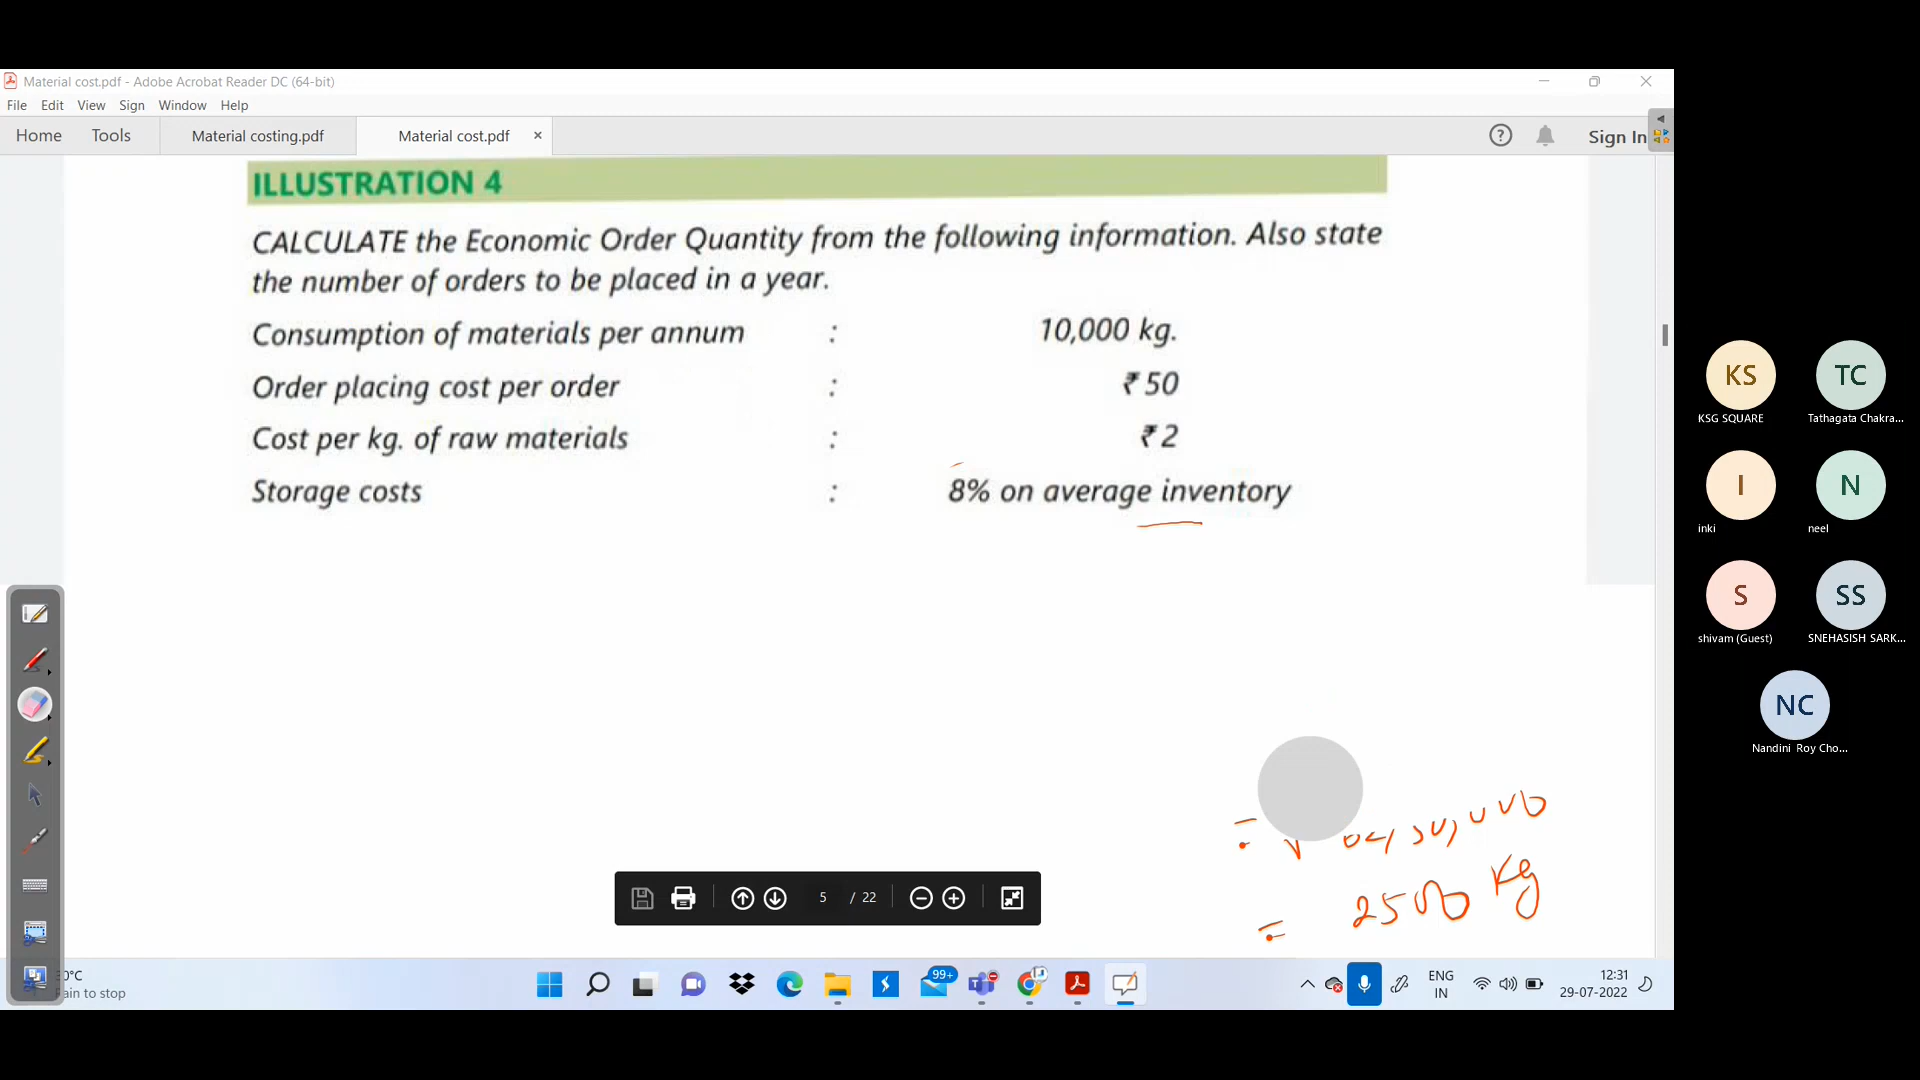 Material cost.pdf - Adobe Acrobat Reader DC (64-bit)
File Edit View Sign Window Help
Home Tools Material costing.pdf Material cost.pdf × Sign In
ILLUSTRATION 4
CALCULATE the Economic Order Quantity from the following information. Also state
the number of orders to be placed in a year.
Consumption of materials per annum : 10,000 kg.
Order placing cost per order : ₹ 50
Cost per kg. of raw materials : ₹ 2
Storage costs : 8% on average inventory
= 2500 kg
5 / 22
KS TC
KSG SQUARE Tathagata Chakra...
I N
inki neel
S SS
shivam (Guest) SNEHASISH SARK...
NC
Nandini Roy Cho...
0°C
ain to stop
99+
ENG
IN
12:31
29-07-2022